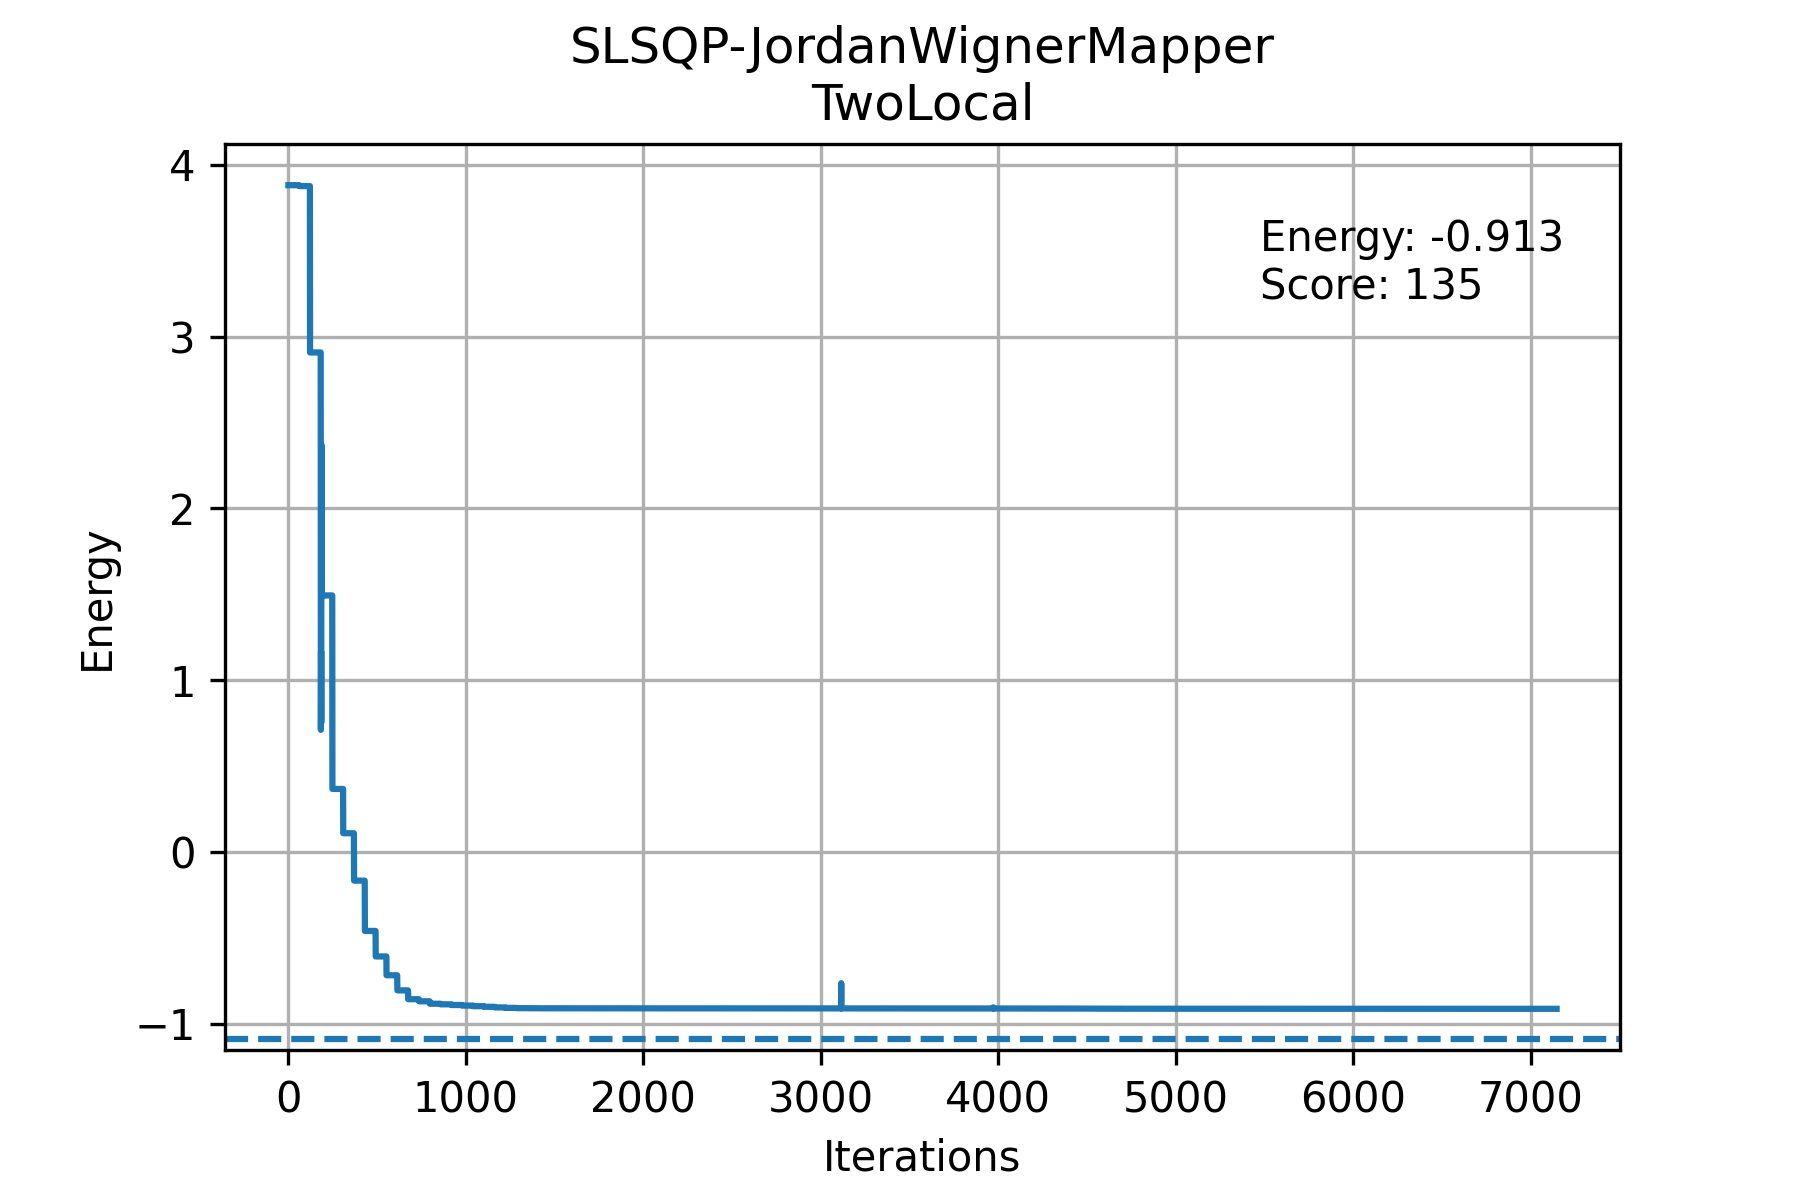 SLSQP-JordanWignerMapper
TwoLocal
4
3
2
1
0
−1
Energy
Energy: -0.913
Score: 135
0 1000 2000 3000 4000 5000 6000 7000
Iterations